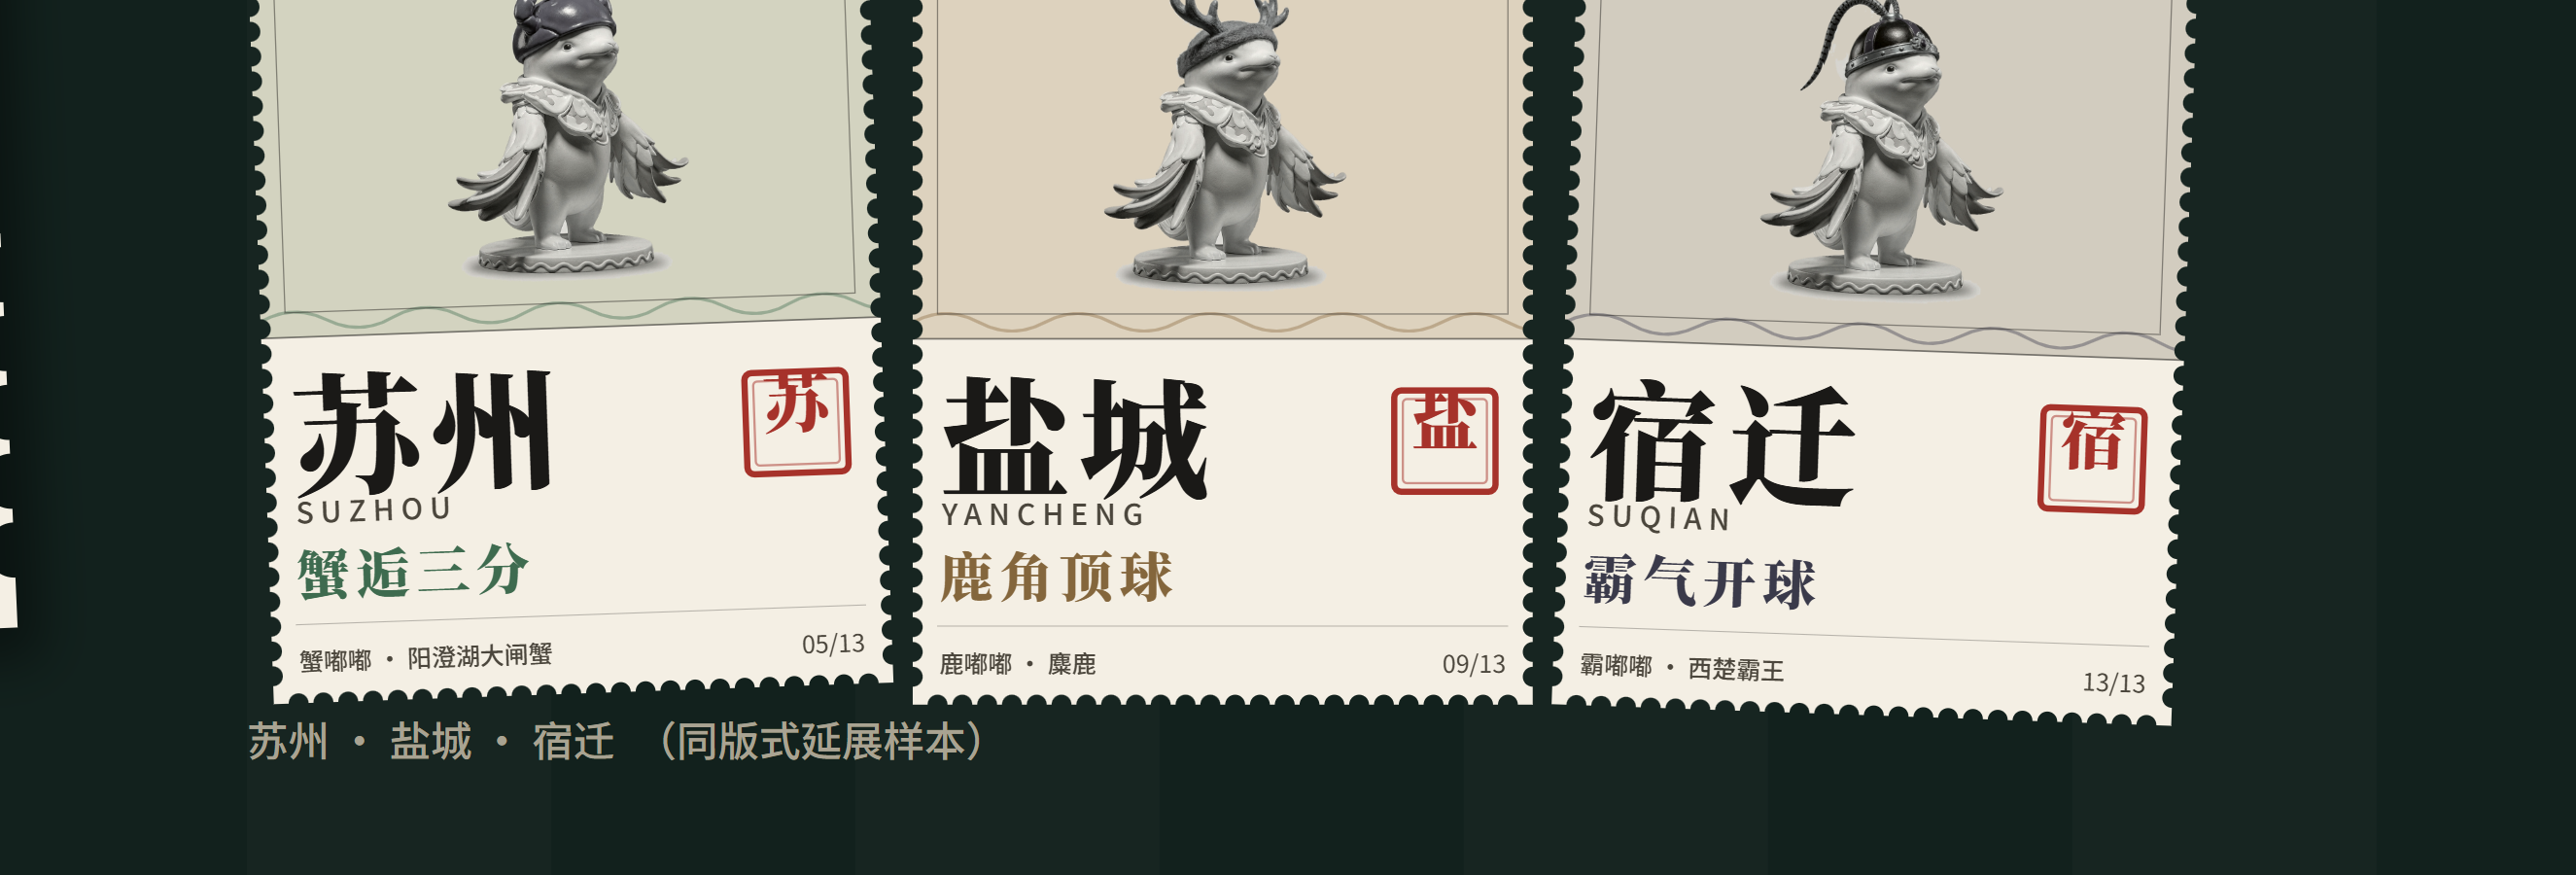 苏州
苏
SUZHOU
蟹逅三分
蟹嘟嘟 · 阳澄湖大闸蟹
05/13
盐城
盐
YANCHENG
鹿角顶球
鹿嘟嘟 · 麋鹿
09/13
宿迁
宿
SUQIAN
霸气开球
霸嘟嘟 · 西楚霸王
13/13
苏州 · 盐城 · 宿迁 （同版式延展样本）